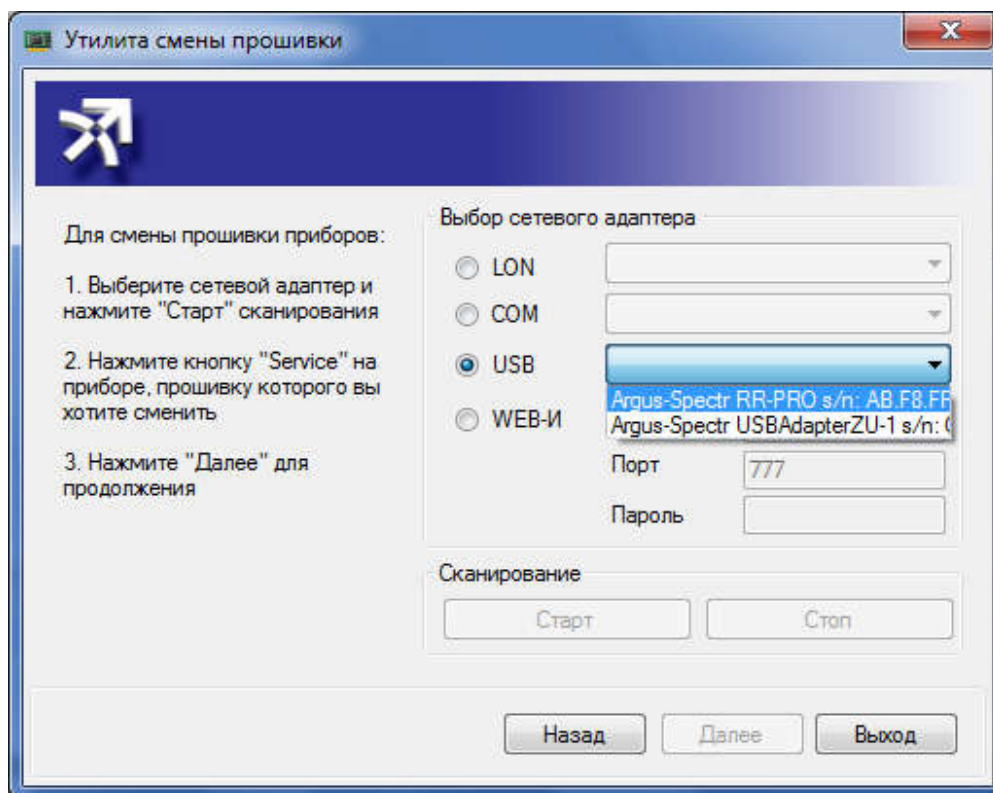 Утилита смены прошивки
Для смены прошивки приборов:
1. Выберите сетевой адаптер и
нажмите "Старт" сканирования
2. Нажмите кнопку "Service" на
приборе, прошивку которого вы
хотите сменить
3. Нажмите "Далее" для
продолжения
Выбор сетевого адаптера
LON
COM
USB
Argus-Spectr RR-PRO s/n: AB.F8.FF
Argus-Spectr USBAdapterZU-1 s/n:
WEB-И
Порт
777
Пароль
Сканирование
Старт
Стоп
Назад
Далее
Выход